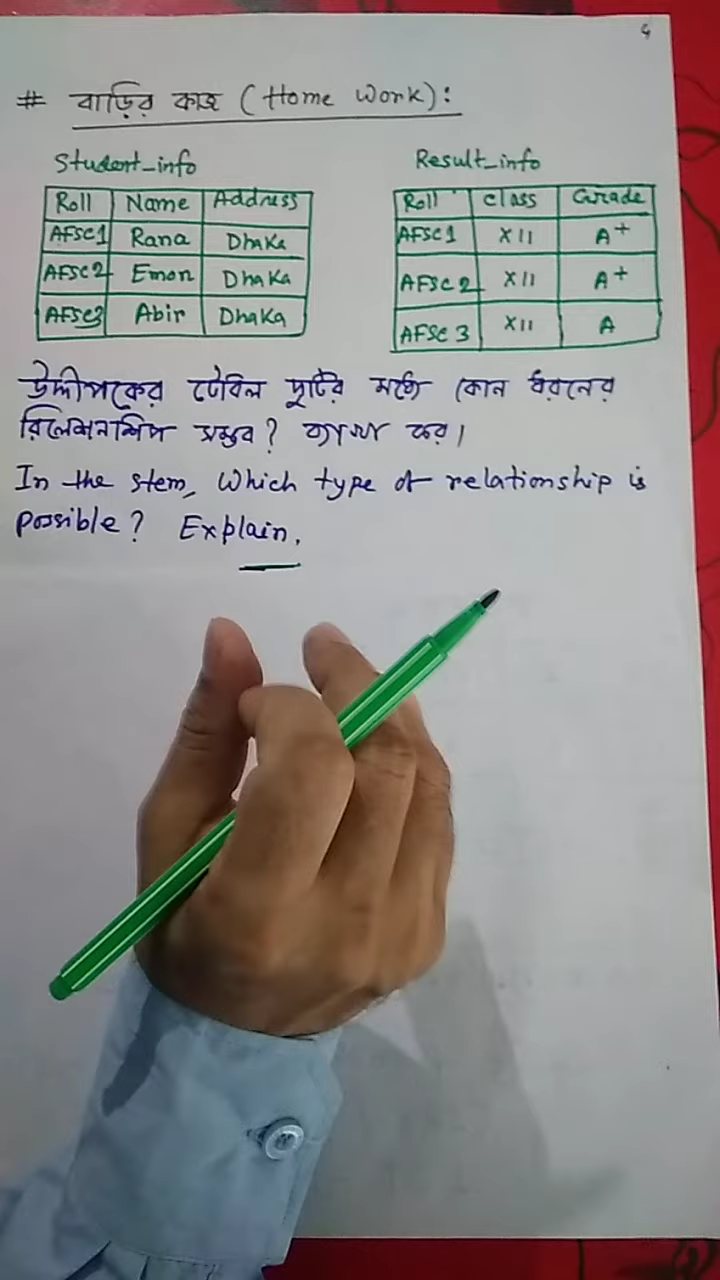 ৫
# বাড়ির কাজ (Home Work):
Student_info Result_info
Roll Name Address Roll Class Grade
AFSC1 Rana Dhaka AFSC1 XII A+
AFSC2 Emon Dhaka AFSC2 XII A+
AFSC3 Abir Dhaka AFSC3 XII A
উদ্দীপকের টেবিল দুটির মধ্যে কোন ধরনের
রিলেশনশিপ সম্ভব? ব্যাখ্যা কর।
In the stem, Which type of relationship is
possible? Explain.